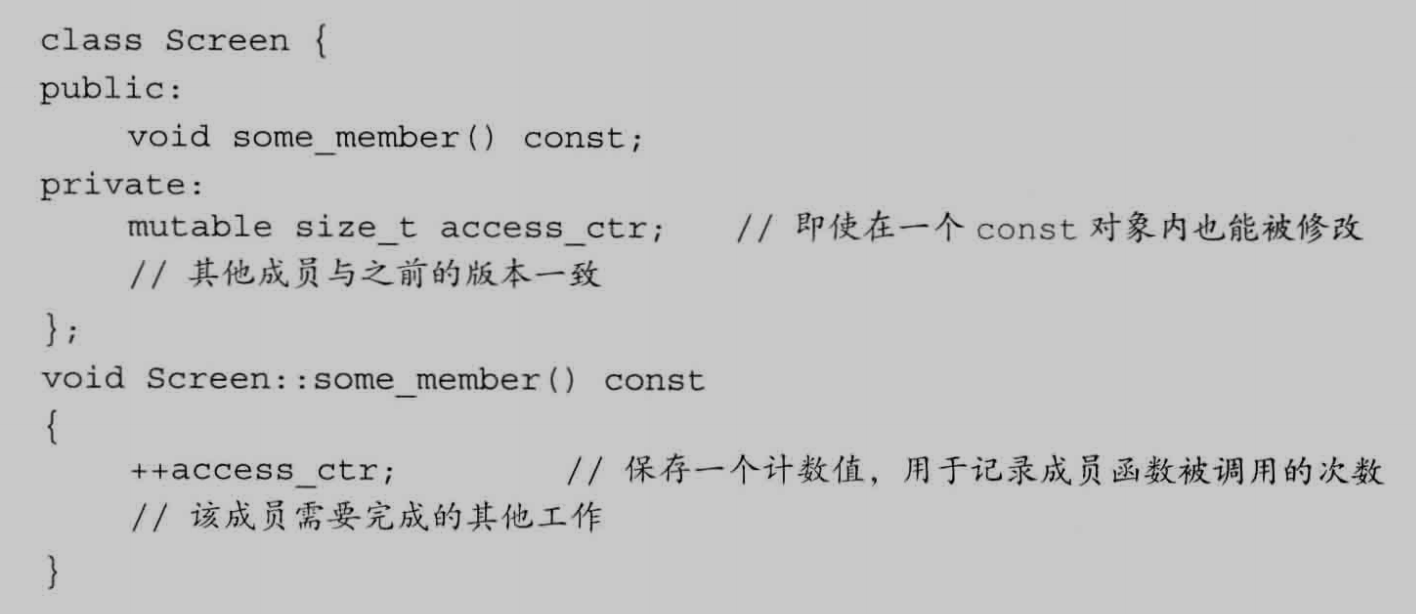 class Screen {
public:
    void some_member() const;
private:
    mutable size_t access_ctr;    // 即使在一个 const 对象内也能被修改
    // 其他成员与之前的版本一致
};
void Screen::some_member() const
{
    ++access_ctr;    // 保存一个计数值，用于记录成员函数被调用的次数
    // 该成员需要完成的其他工作
}